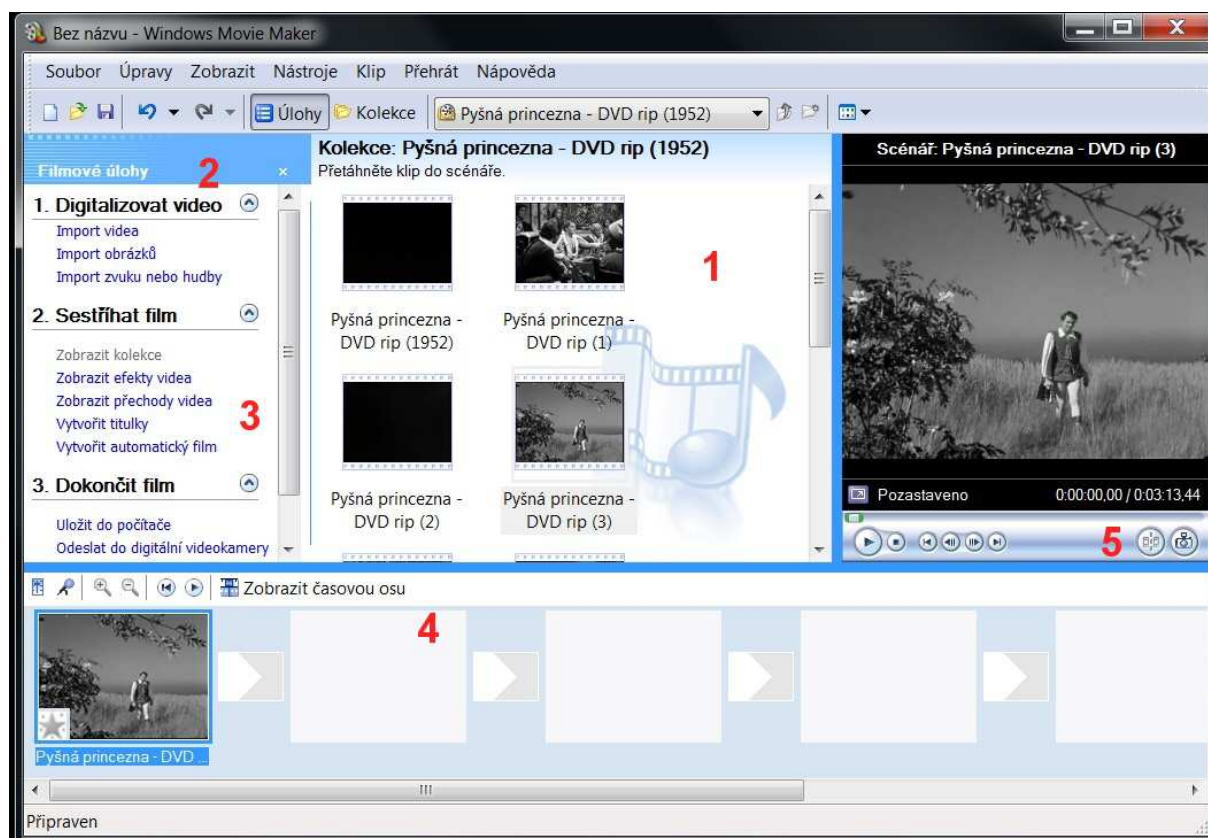 Bez názvu - Windows Movie Maker
Soubor Úpravy Zobrazit Nástroje Klip Přehrát Nápověda
Úlohy Kolekce Pyšná princezna - DVD rip (1952)
Filmové úlohy
2
1. Digitalizovat video
Import videa
Import obrázků
Import zvuku nebo hudby
2. Sestříhat film
Zobrazit kolekce
Zobrazit efekty videa
Zobrazit přechody videa
Vytvořit titulky
Vytvořit automatický film
3
3. Dokončit film
Uložit do počítače
Odeslat do digitální videokamery
Kolekce: Pyšná princezna - DVD rip (1952)
Přetáhněte klip do scénáře.
1
Pyšná princezna -
DVD rip (1952)
Pyšná princezna -
DVD rip (1)
Pyšná princezna -
DVD rip (2)
Pyšná princezna -
DVD rip (3)
Scénář: Pyšná princezna - DVD rip (3)
Pozastaveno 0:00:00,00 / 0:03:13,44
5
Zobrazit časovou osu
4
Pyšná princezna - DVD ...
Připraven